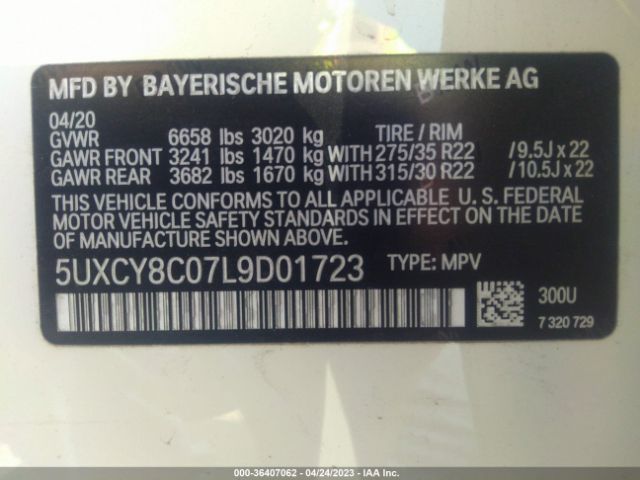 MFD BY BAYERISCHE MOTOREN WERKE AG
04/20
GVWR 6658 lbs 3020 kg TIRE / RIM
GAWR FRONT 3241 lbs 1470 kg WITH 275/35 R22 / 9.5J x 22
GAWR REAR 3682 lbs 1670 kg WITH 315/30 R22 / 10.5J x 22
THIS VEHICLE CONFORMS TO ALL APPLICABLE U. S. FEDERAL
MOTOR VEHICLE SAFETY STANDARDS IN EFFECT ON THE DATE
OF MANUFACTURE SHOWN ABOVE.
5UXCY8C07L9D01723 TYPE: MPV
300U
7 320 729
000-36407062 - 04/24/2023 - IAA Inc.